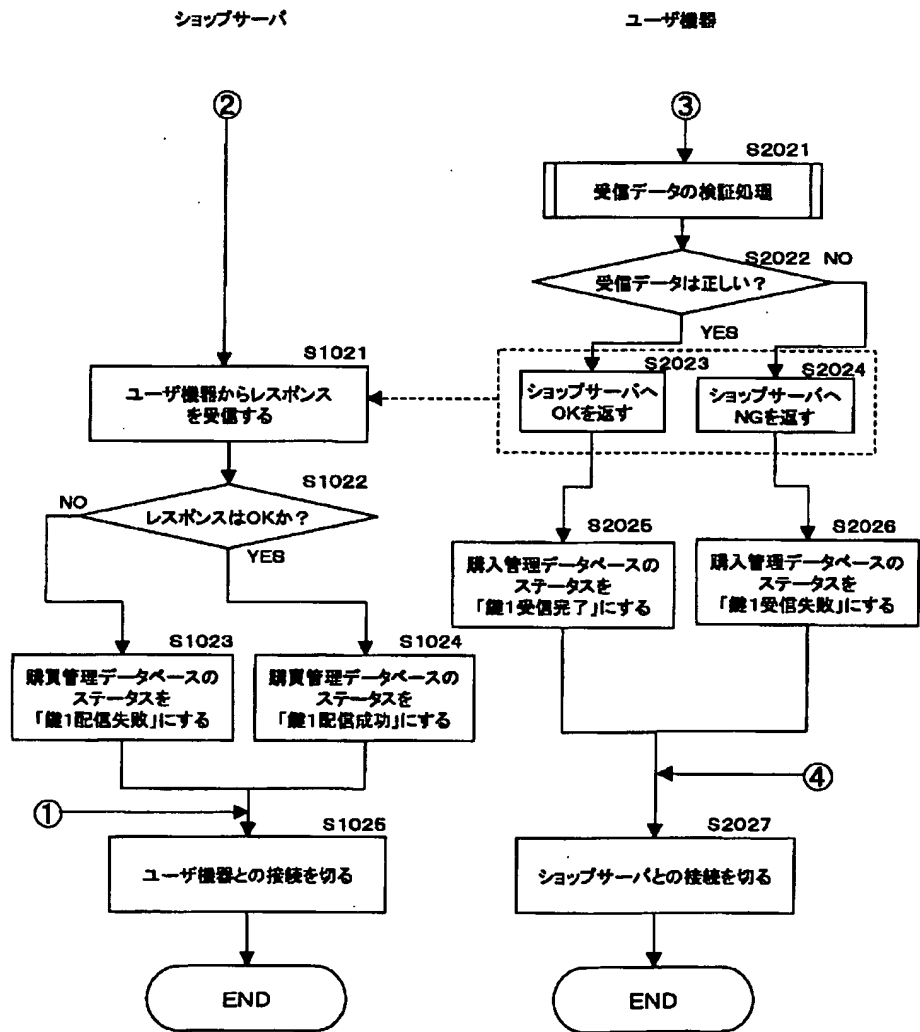 ショップサーバ
ユーザ機器
②
③
S2021
受信データの検証処理
S2022 NO
受信データは正しい？
YES
S1021
ユーザ機器からレスポンス
を受信する
S2023
ショップサーバへ
OKを返す
S2024
ショップサーバへ
NGを返す
S1022
NO
レスポンスはOKか？
YES
S2025
購入管理データベースの
ステータスを
「鍵1受信完了」にする
S2026
購入管理データベースの
ステータスを
「鍵1受信失敗」にする
S1023
購買管理データベースの
ステータスを
「鍵1配信失敗」にする
S1024
購買管理データベースの
ステータスを
「鍵1配信成功」にする
①
④
S1025
ユーザ機器との接続を切る
S2027
ショップサーバとの接続を切る
END
END